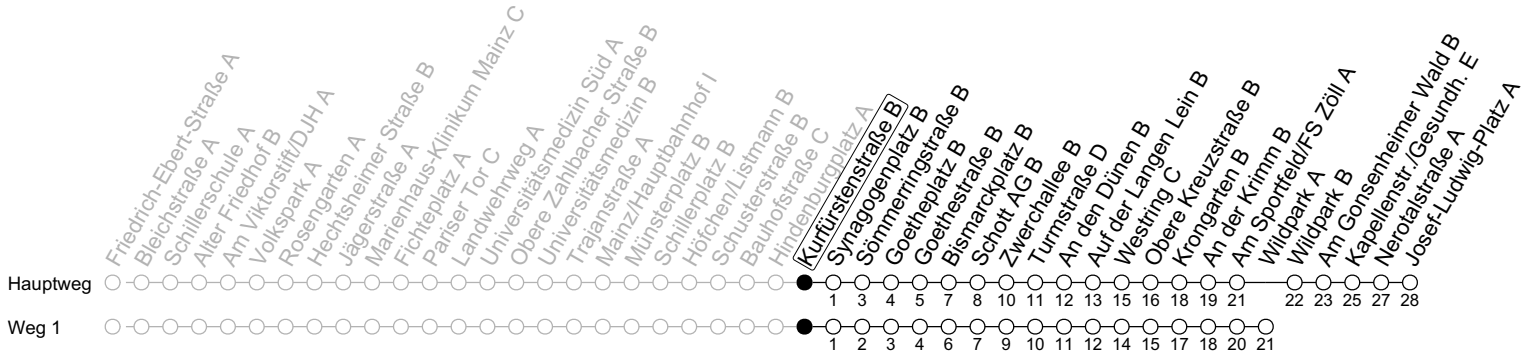 Friedrich-Ebert-Straße A
Bleichstraße A
Schillerschule A
Alter Friedhof B
Am Viktorstift/DJH A
Volkspark A
Rosengarten A
Hechtsheimer Straße B
Jägerstraße A
Marienhaus-Klinikum Mainz C
Fichteplatz A
Pariser Tor C
Landwehrweg A
Universitätsmedizin Süd A
Obere Zahlbacher Straße B
Universitätsmedizin B
Trajanstraße A
Mainz/Hauptbahnhof I
Münsterplatz B
Schillerplatz B
Höfchen/Listmann B
Schusterstraße B
Bauhofstraße C
Hindenburgplatz A
Kurfürstenstraße B
Synagogenplatz B
Sömmerringstraße B
Goetheplatz B
Goethestraße B
Bismarckplatz B
Schott AG B
Zwerchallee B
Turmstraße D
An den Dünen B
Auf der Langen Lein B
Westring C
Obere Kreuzstraße B
Krongarten B
An der Krimm B
Am Sportfeld/FS Zöll A
Wildpark A
Wildpark B
Am Gonsenheimer Wald B
Kapellenstr./Gesundh. E
Nerotalstraße A
Josef-Ludwig-Platz A
Hauptweg
1 3 4 5 7 8 10 11 12 13 15 16 18 19 21 22 23 25 27 28
Weg 1
1 2 3 4 6 7 9 10 11 12 14 15 17 18 20 21